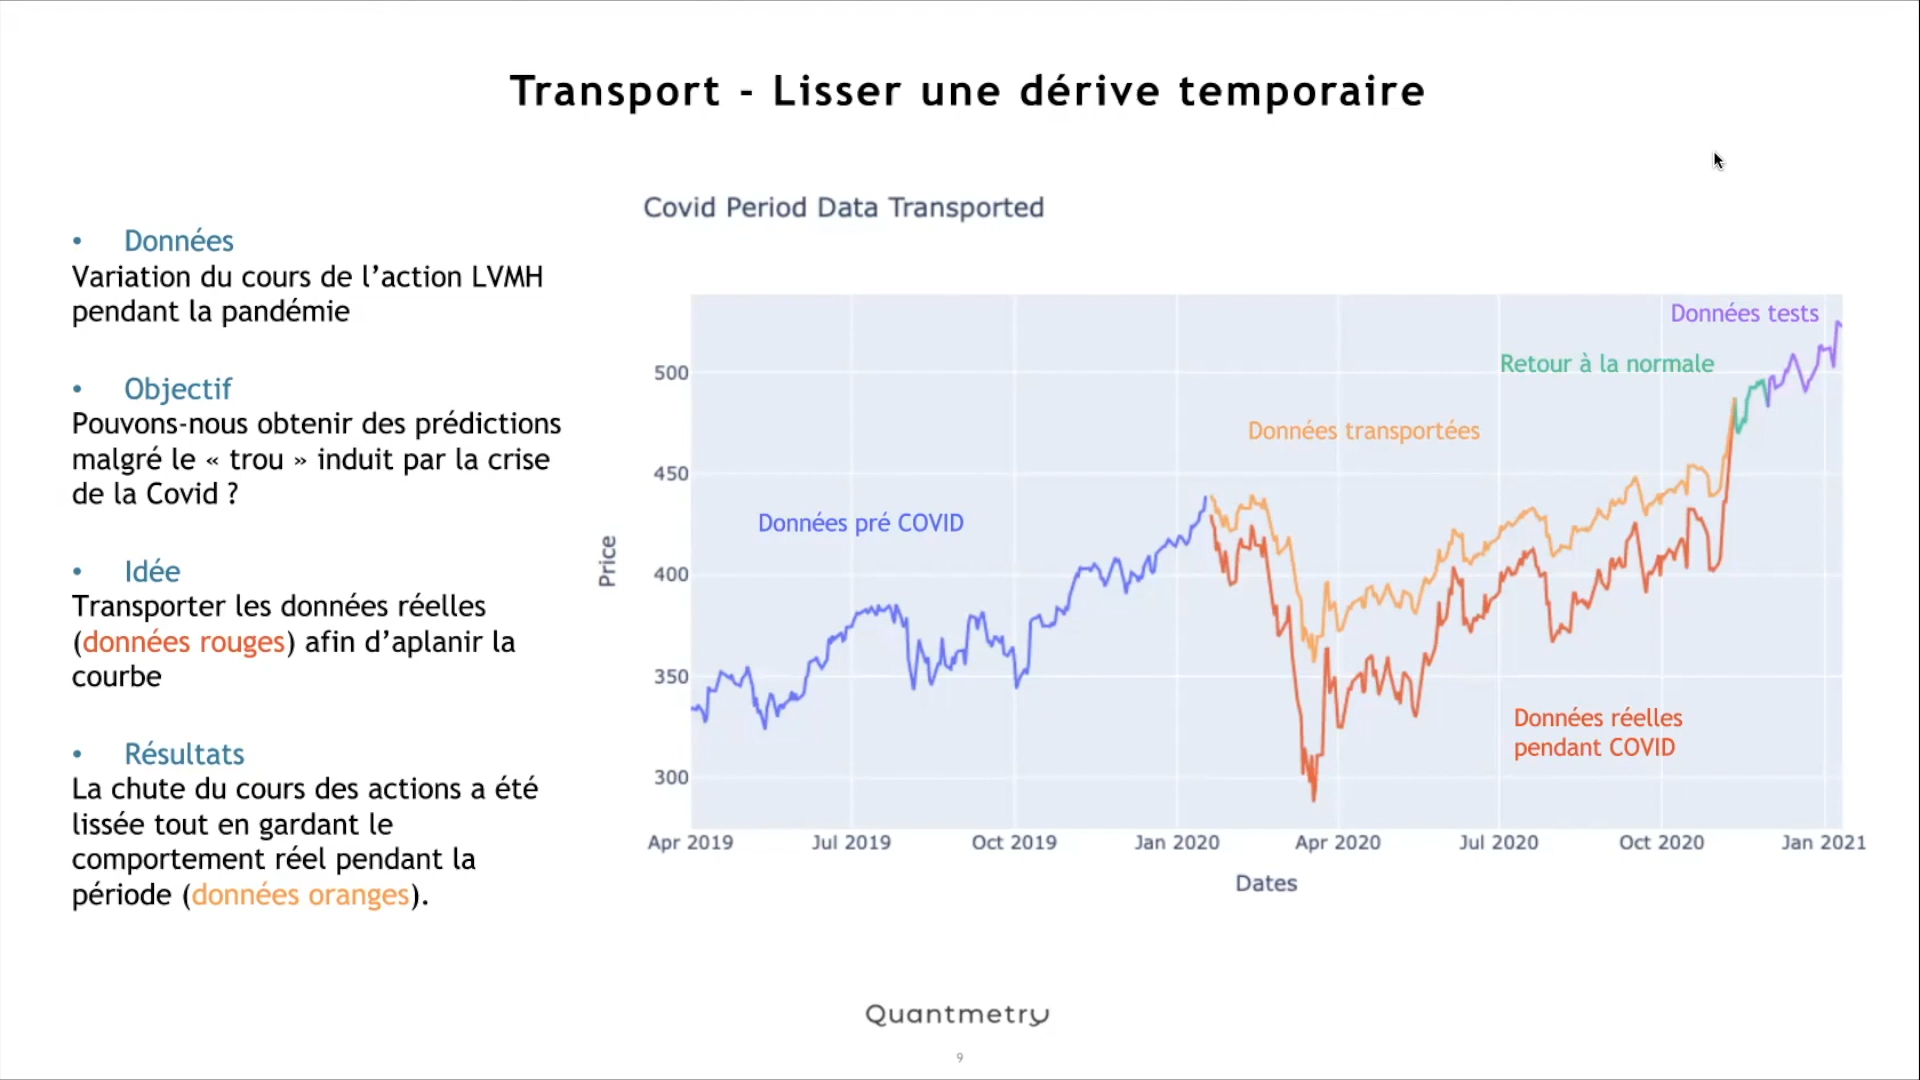 Transport - Lisser une dérive temporaire
• Données
Variation du cours de l’action LVMH
pendant la pandémie
• Objectif
Pouvons-nous obtenir des prédictions
malgré le « trou » induit par la crise
de la Covid ?
• Idée
Transporter les données réelles
(données rouges) afin d’aplanir la
courbe
• Résultats
La chute du cours des actions a été
lissée tout en gardant le
comportement réel pendant la
période (données oranges).
Covid Period Data Transported
Données tests
Retour à la normale
Données transportées
Données pré COVID
Données réelles
pendant COVID
Price
500
450
400
350
300
Apr 2019 Jul 2019 Oct 2019 Jan 2020 Apr 2020 Jul 2020 Oct 2020 Jan 2021
Dates
Quantmetry
9